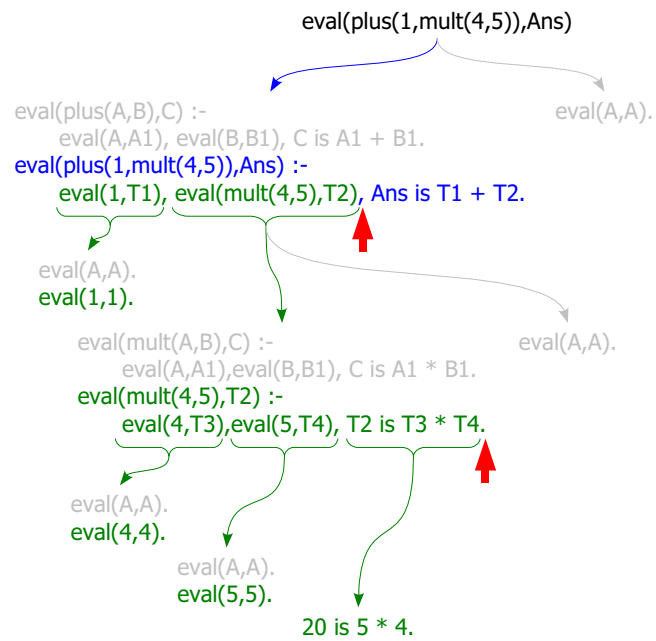 eval(plus(1,mult(4,5)),Ans)
eval(plus(A,B),C) :-
eval(A,A).
eval(A,A1), eval(B,B1), C is A1 + B1.
eval(plus(1,mult(4,5)),Ans) :-
eval(1,T1), eval(mult(4,5),T2), Ans is T1 + T2.
eval(A,A).
eval(1,1).
eval(mult(A,B),C) :-
eval(A,A).
eval(A,A1),eval(B,B1), C is A1 * B1.
eval(mult(4,5),T2) :-
eval(4,T3),eval(5,T4), T2 is T3 * T4.
eval(A,A).
eval(4,4).
eval(A,A).
eval(5,5).
20 is 5 * 4.